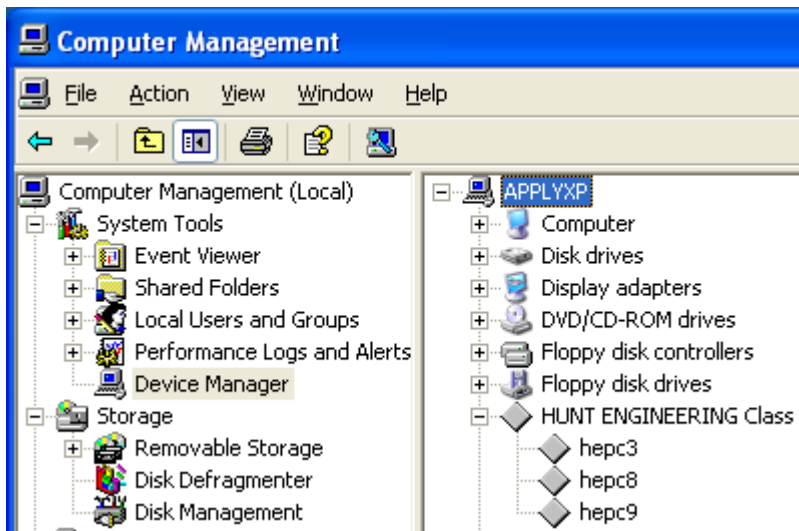 Computer Management
File Action View Window Help
Computer Management (Local)
System Tools
Event Viewer
Shared Folders
Local Users and Groups
Performance Logs and Alerts
Device Manager
Storage
Removable Storage
Disk Defragmenter
Disk Management
APPLYXP
Computer
Disk drives
Display adapters
DVD/CD-ROM drives
Floppy disk controllers
Floppy disk drives
HUNT ENGINEERING Class
hepc3
hepc8
hepc9